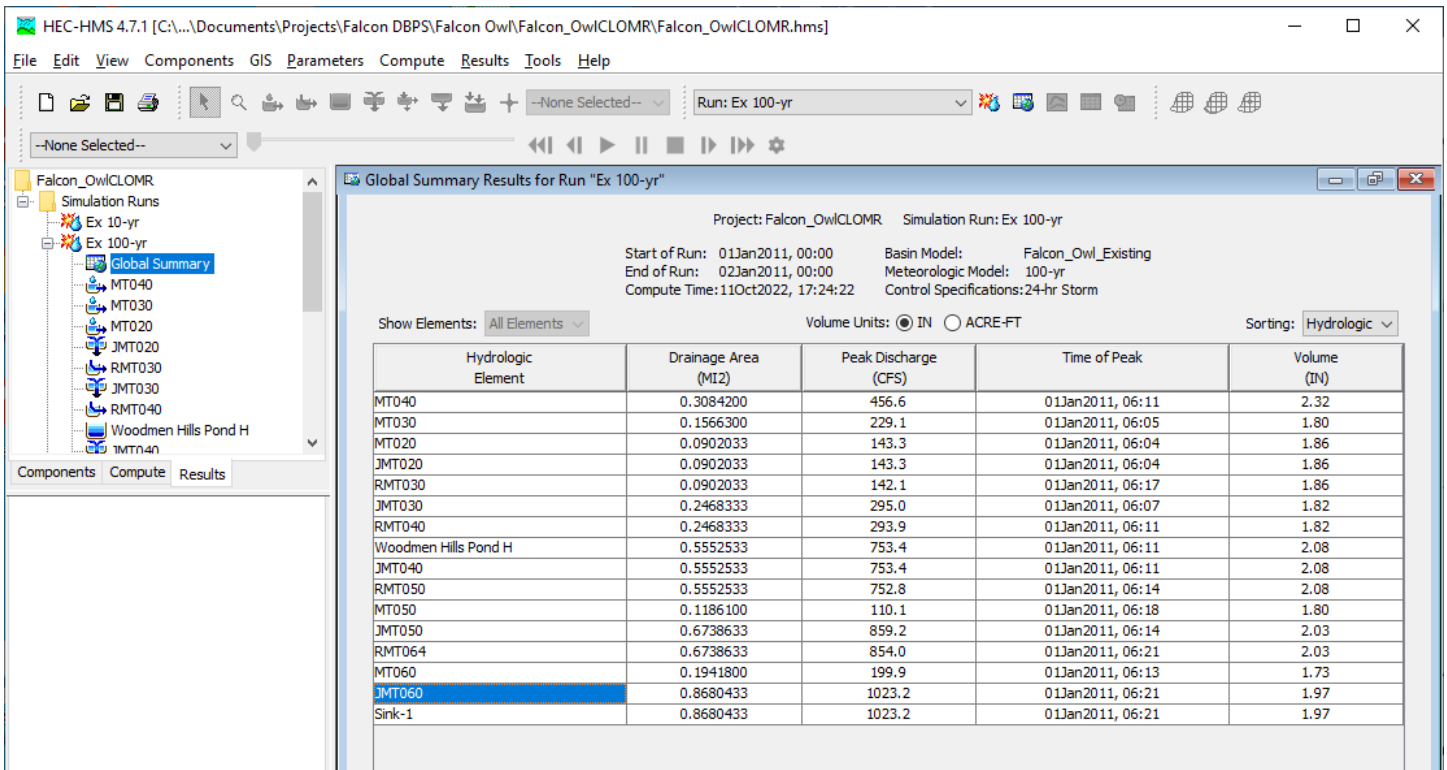 HEC-HMS 4.7.1 [C:\...\Documents\Projects\Falcon DBPS\Falcon Owl\Falcon_OwlCLOMR\Falcon_OwlCLOMR.hms]
File Edit View Components GIS Parameters Compute Results Tools Help
--None Selected-- Run: Ex 100-yr
--None Selected--
Falcon_OwlCLOMR
Simulation Runs
Ex 10-yr
Ex 100-yr
Global Summary
MT040
MT030
MT020
JMT020
RMT030
JMT030
RMT040
Woodmen Hills Pond H
JMT040
Components Compute Results
Global Summary Results for Run "Ex 100-yr"
Project: Falcon_OwlCLOMR Simulation Run: Ex 100-yr
Start of Run: 01Jan2011, 00:00 Basin Model: Falcon_Owl_Existing
End of Run: 02Jan2011, 00:00 Meteorologic Model: 100-yr
Compute Time:11Oct2022, 17:24:22 Control Specifications:24-hr Storm
Show Elements: All Elements Volume Units: IN ACRE-FT Sorting: Hydrologic
Hydrologic Drainage Area Peak Discharge Time of Peak Volume
Element (MI2) (CFS) (IN)
MT040 0.3084200 456.6 01Jan2011, 06:11 2.32
MT030 0.1566300 229.1 01Jan2011, 06:05 1.80
MT020 0.0902033 143.3 01Jan2011, 06:04 1.86
JMT020 0.0902033 143.3 01Jan2011, 06:04 1.86
RMT030 0.0902033 142.1 01Jan2011, 06:17 1.86
JMT030 0.2468333 295.0 01Jan2011, 06:07 1.82
RMT040 0.2468333 293.9 01Jan2011, 06:11 1.82
Woodmen Hills Pond H 0.5552533 753.4 01Jan2011, 06:11 2.08
JMT040 0.5552533 753.4 01Jan2011, 06:11 2.08
RMT050 0.5552533 752.8 01Jan2011, 06:14 2.08
MT050 0.1186100 110.1 01Jan2011, 06:18 1.80
JMT050 0.6738633 859.2 01Jan2011, 06:14 2.03
RMT064 0.6738633 854.0 01Jan2011, 06:21 2.03
MT060 0.1941800 199.9 01Jan2011, 06:13 1.73
JMT060 0.8680433 1023.2 01Jan2011, 06:21 1.97
Sink-1 0.8680433 1023.2 01Jan2011, 06:21 1.97